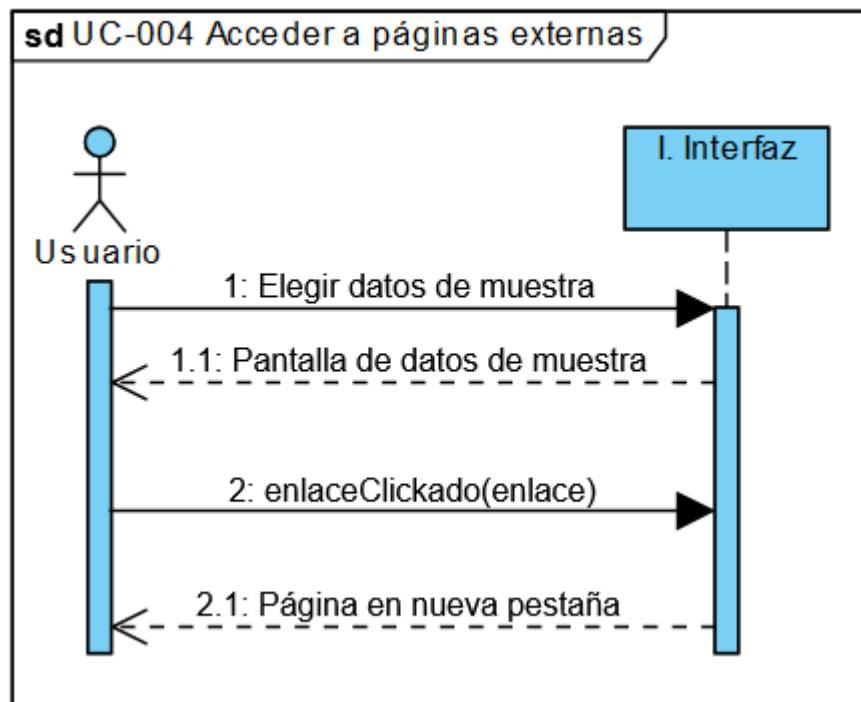 sd UC-004 Acceder a páginas externas
I. Interfaz
Usuario
1: Elegir datos de muestra
1.1: Pantalla de datos de muestra
2: enlaceClickado(enlace)
2.1: Página en nueva pestaña